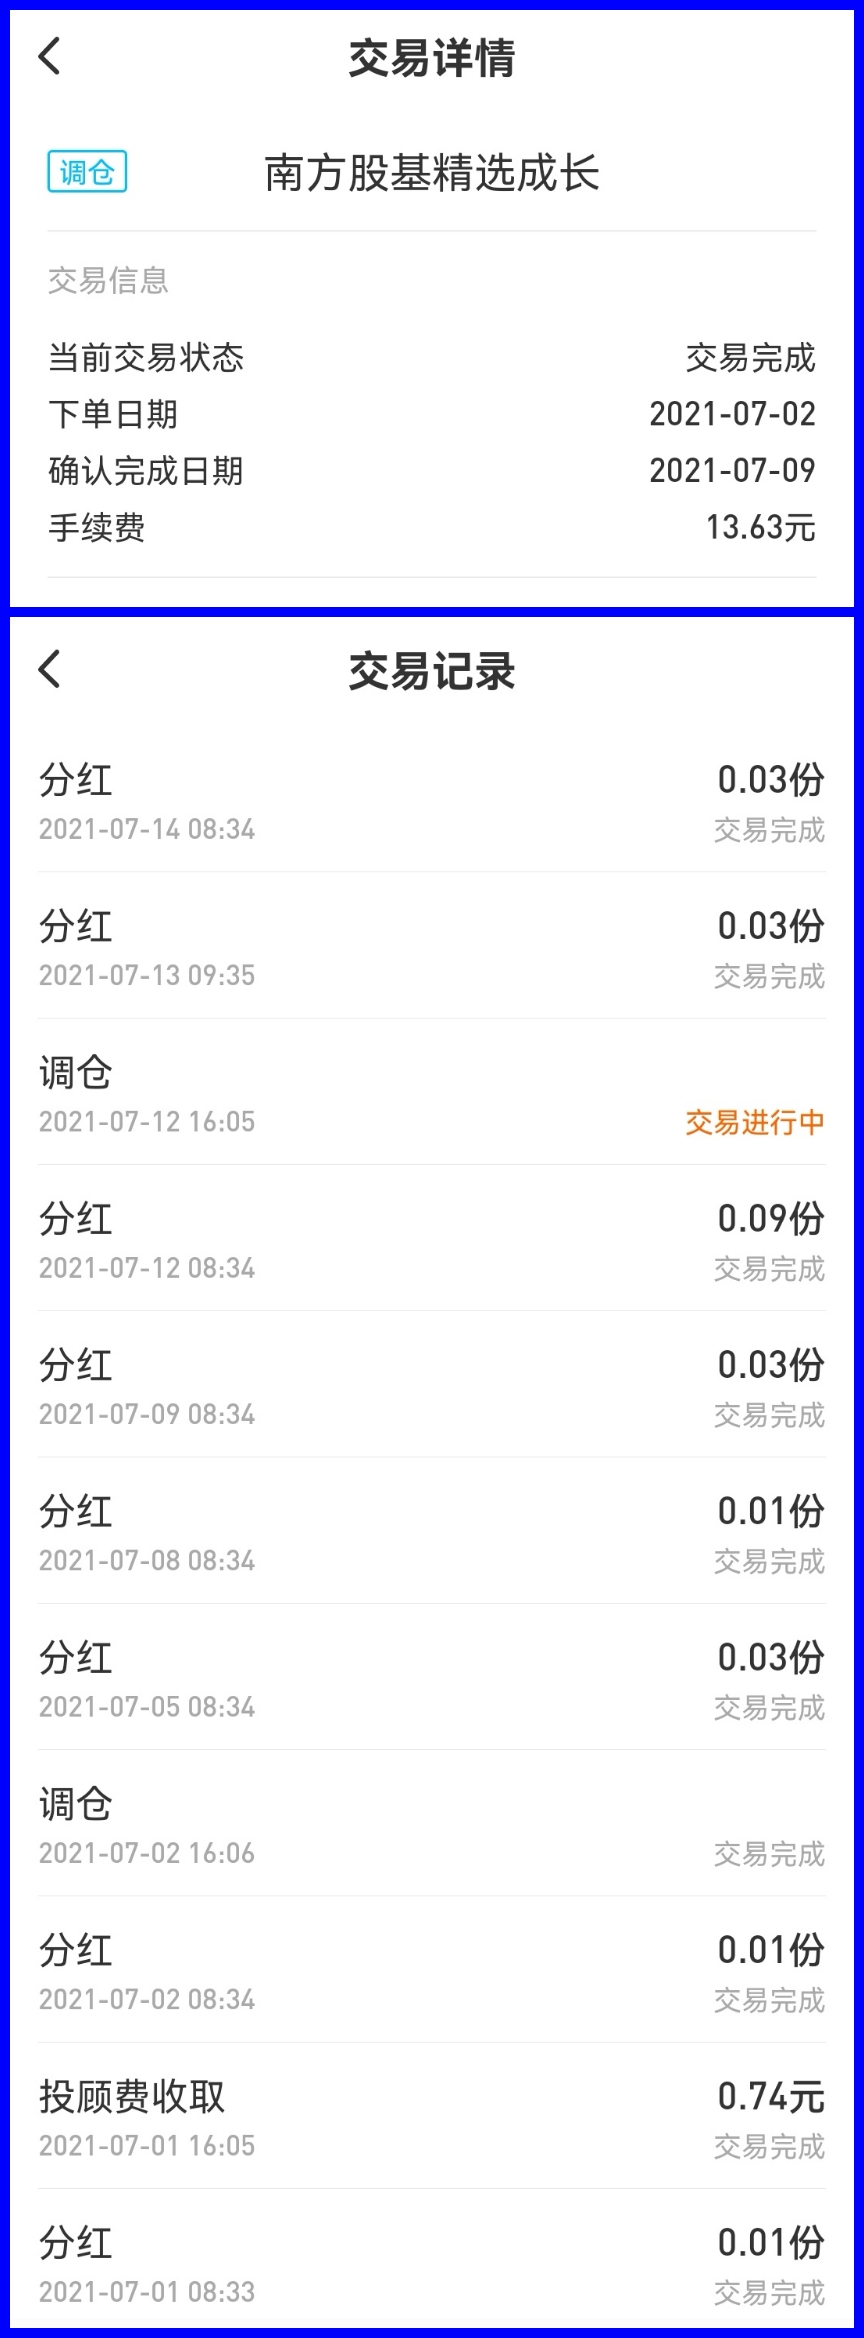 交易详情
调仓 南方股基精选成长
交易信息
当前交易状态 交易完成
下单日期 2021-07-02
确认完成日期 2021-07-09
手续费 13.63元
交易记录
分红 0.03份
2021-07-14 08:34 交易完成
分红 0.03份
2021-07-13 09:35 交易完成
调仓
2021-07-12 16:05 交易进行中
分红 0.09份
2021-07-12 08:34 交易完成
分红 0.03份
2021-07-09 08:34 交易完成
分红 0.01份
2021-07-08 08:34 交易完成
分红 0.03份
2021-07-05 08:34 交易完成
调仓
2021-07-02 16:06 交易完成
分红 0.01份
2021-07-02 08:34 交易完成
投顾费收取 0.74元
2021-07-01 16:05 交易完成
分红 0.01份
2021-07-01 08:33 交易完成